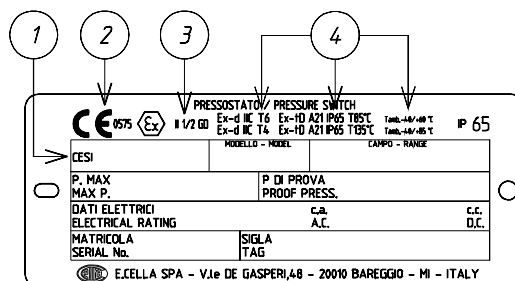 1 2 3 4
PRESSOSTATO/ PRESSURE SWITCH
CE 0575 Ex II 1/2 GD Ex-d IIC T6 Ex-tD A21 IP65 T85°C Tamb.-40/+60 °C IP 65
Ex-d IIC T4 Ex-tD A21 IP65 T135°C Tamb.-40/+85 °C
CESI MODELLO - MODEL CAMPO - RANGE
P. MAX P DI PROVA
MAX P. PROOF PRESS.
DATI ELETTRICI c.a. c.c.
ELECTRICAL RATING A.C. D.C.
MATRICOLA SIGLA
SERIAL No. TAG
E.CELLA SPA - V.le DE GASPERI,48 - 20010 BAREGGIO - MI - ITALY